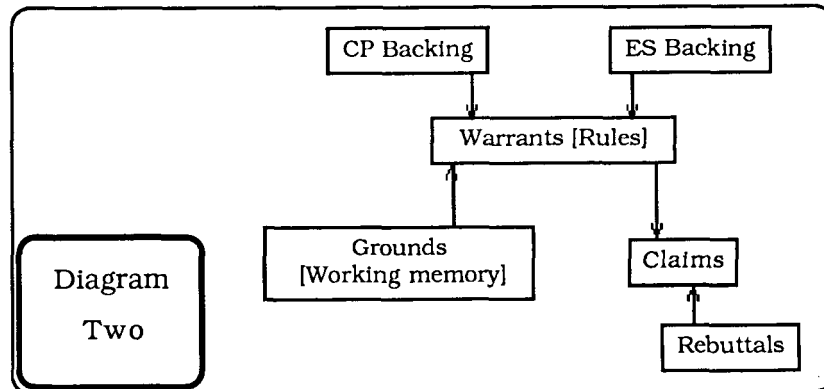 CP Backing
ES Backing
Warrants [Rules]
Grounds
[Working memory]
Claims
Rebuttals
Diagram
Two